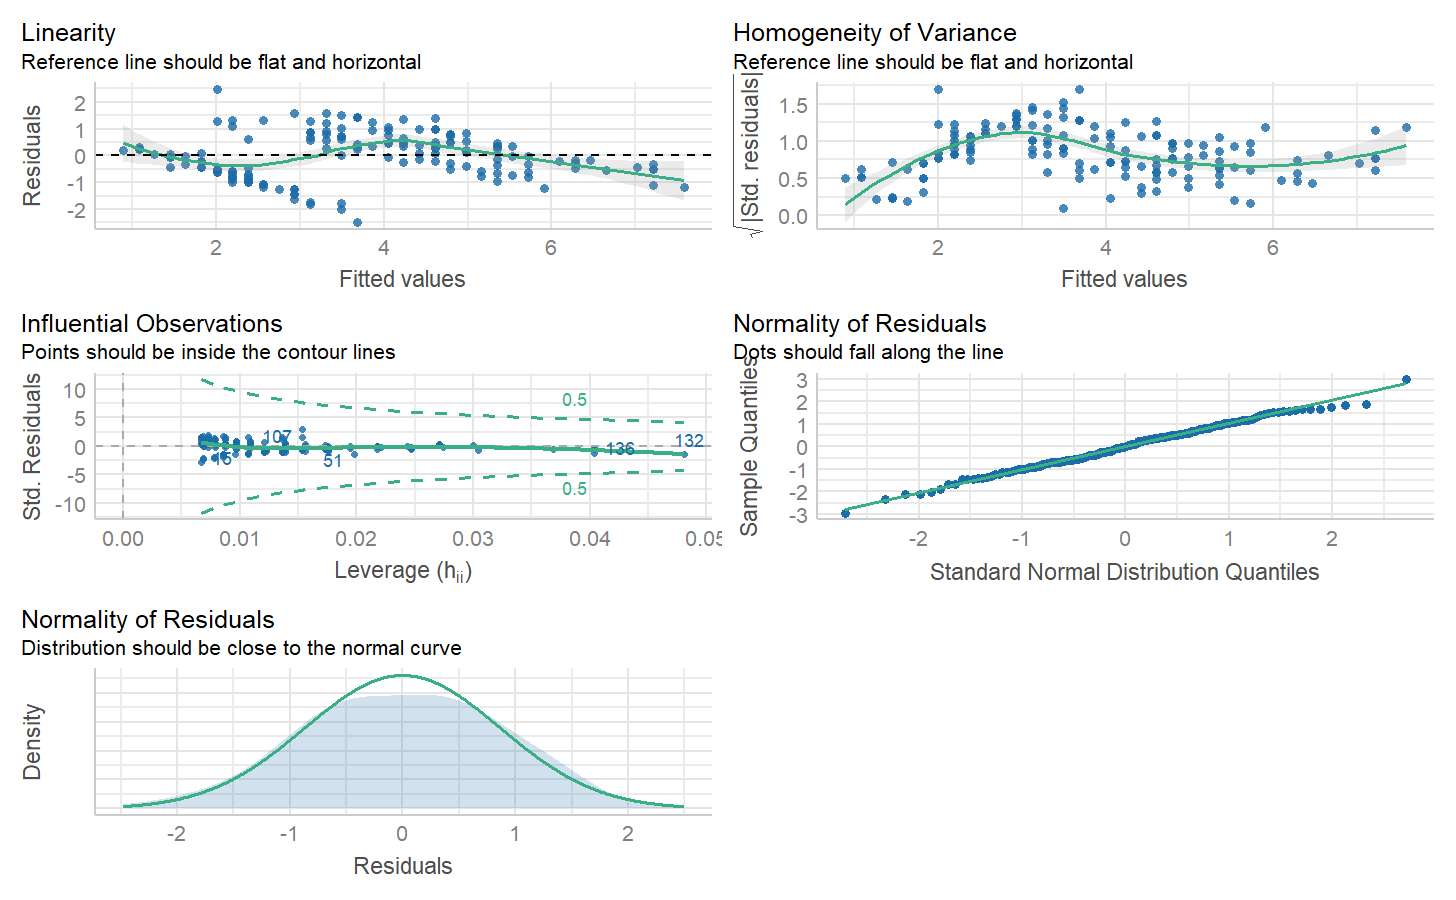 Linearity
Reference line should be flat and horizontal
Residuals
2
1
0
-1
-2
2
4
6
Fitted values
Homogeneity of Variance
Reference line should be flat and horizontal
√|Std. residuals|
1.5
1.0
0.5
0.0
2
4
6
Fitted values
Influential Observations
Points should be inside the contour lines
Std. Residuals
10
5
0
-5
-10
0.5
107
51
136
132
0.5
0.00
0.01
0.02
0.03
0.04
0.05
Leverage (hii)
Normality of Residuals
Dots should fall along the line
Sample Quantiles
3
2
1
0
-1
-2
-3
-2
-1
0
1
2
Standard Normal Distribution Quantiles
Normality of Residuals
Distribution should be close to the normal curve
Density
-2
-1
0
1
2
Residuals